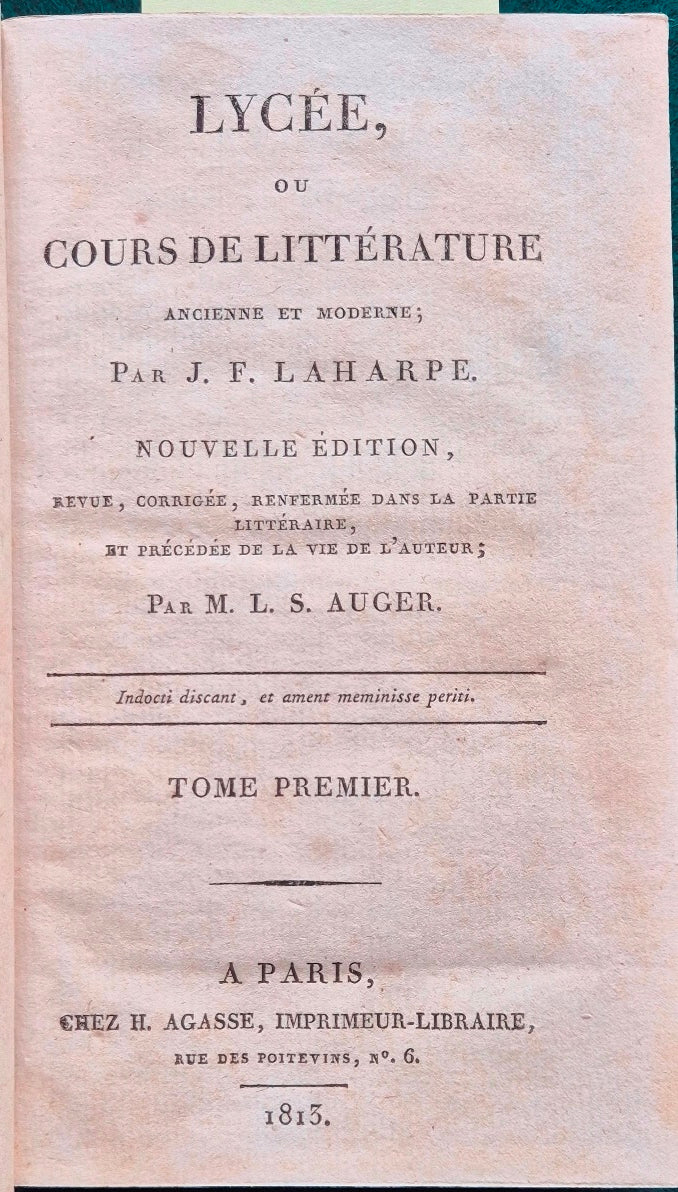 LYCÉE,
OU
COURS DE LITTÉRATURE
ANCIENNE ET MODERNE;
PAR J. F. LAHARPE.
NOUVELLE ÉDITION,
REVUE, CORRIGÉE, RENFERMÉE DANS LA PARTIE
LITTÉRAIRE,
ET PRÉCÉDÉE DE LA VIE DE L'AUTEUR;
PAR M. L. S. AUGER.
Indocti discant, et ament meminisse periti.
TOME PREMIER.
A PARIS,
CHEZ H. AGASSE, IMPRIMEUR-LIBRAIRE,
RUE DES POITEVINS, Nº. 6.
1813.